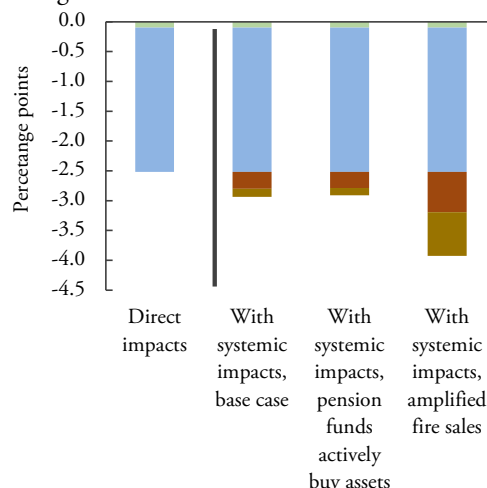 0.0
-0.5
-1.0
-1.5
-2.0
-2.5
-3.0
-3.5
-4.0
-4.5
Percetange points
Direct
impacts
With
systemic
impacts,
base case
With
systemic
impacts,
pension
funds
actively
buy assets
With
systemic
impacts,
amplified
fire sales